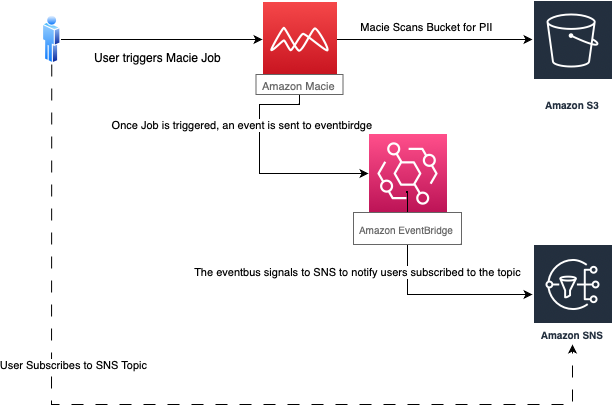 Macie Scans Bucket for PII
User triggers Macie Job
Amazon Macie
Amazon S3
Once Job is triggered, an event is sent to eventbirdge
Amazon EventBridge
The eventbus signals to SNS to notify users subscribed to the topic
Amazon SNS
User Subscribes to SNS Topic